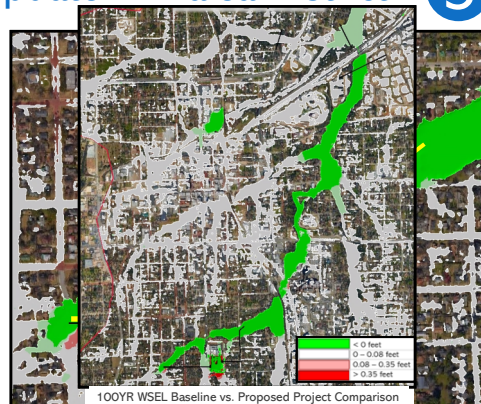 < 0 feet
0 – 0.08 feet
0.08 – 0.35 feet
> 0.35 feet
100YR WSEL Baseline vs. Proposed Project Comparison